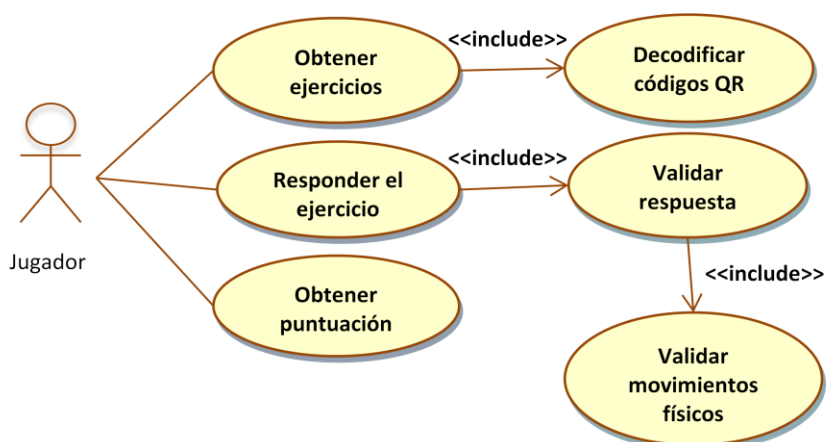 <<include>>
Obtener
ejercicios
Decodificar
códigos QR
<<include>>
Responder el
ejercicio
Validar
respuesta
Jugador
<<include>>
Obtener
puntuación
Validar
movimientos
físicos